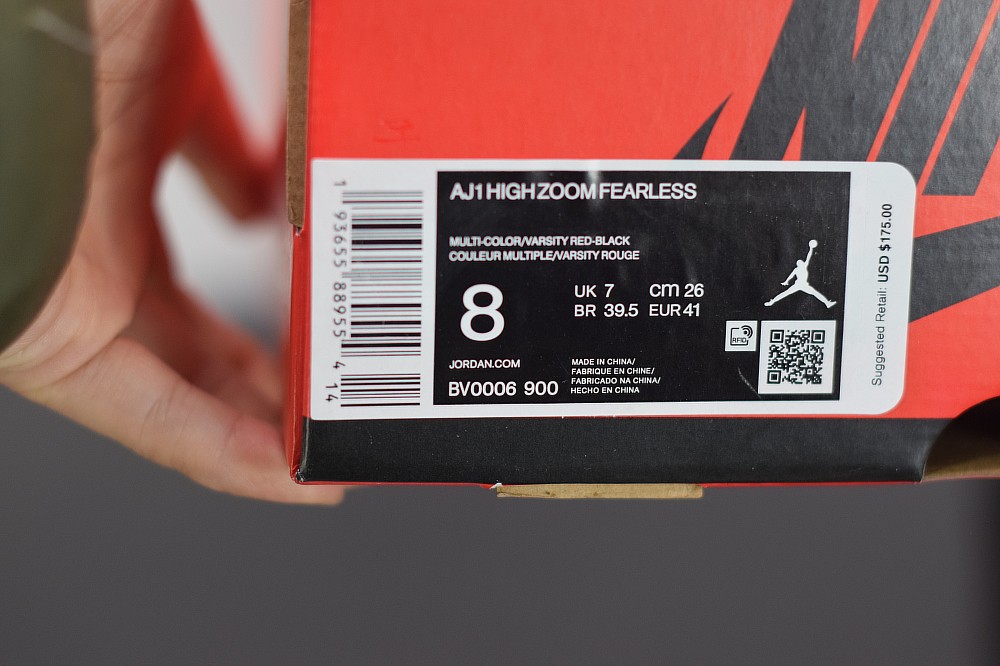 AJ1 HIGH ZOOM FEARLESS
MULTI-COLOR/VARSITY RED-BLACK
COULEUR MULTIPLE/VARSITY ROUGE
8
UK 7 cm 26
BR 39.5 EUR 41
JORDAN.COM
BV0006 900
MADE IN CHINA/
FABRIQUE EN CHINE/
FABRICADO NA CHINA/
HECHO EN CHINA
RFID
Suggested Retail: USD $175.00
1 93655 88955 4 14